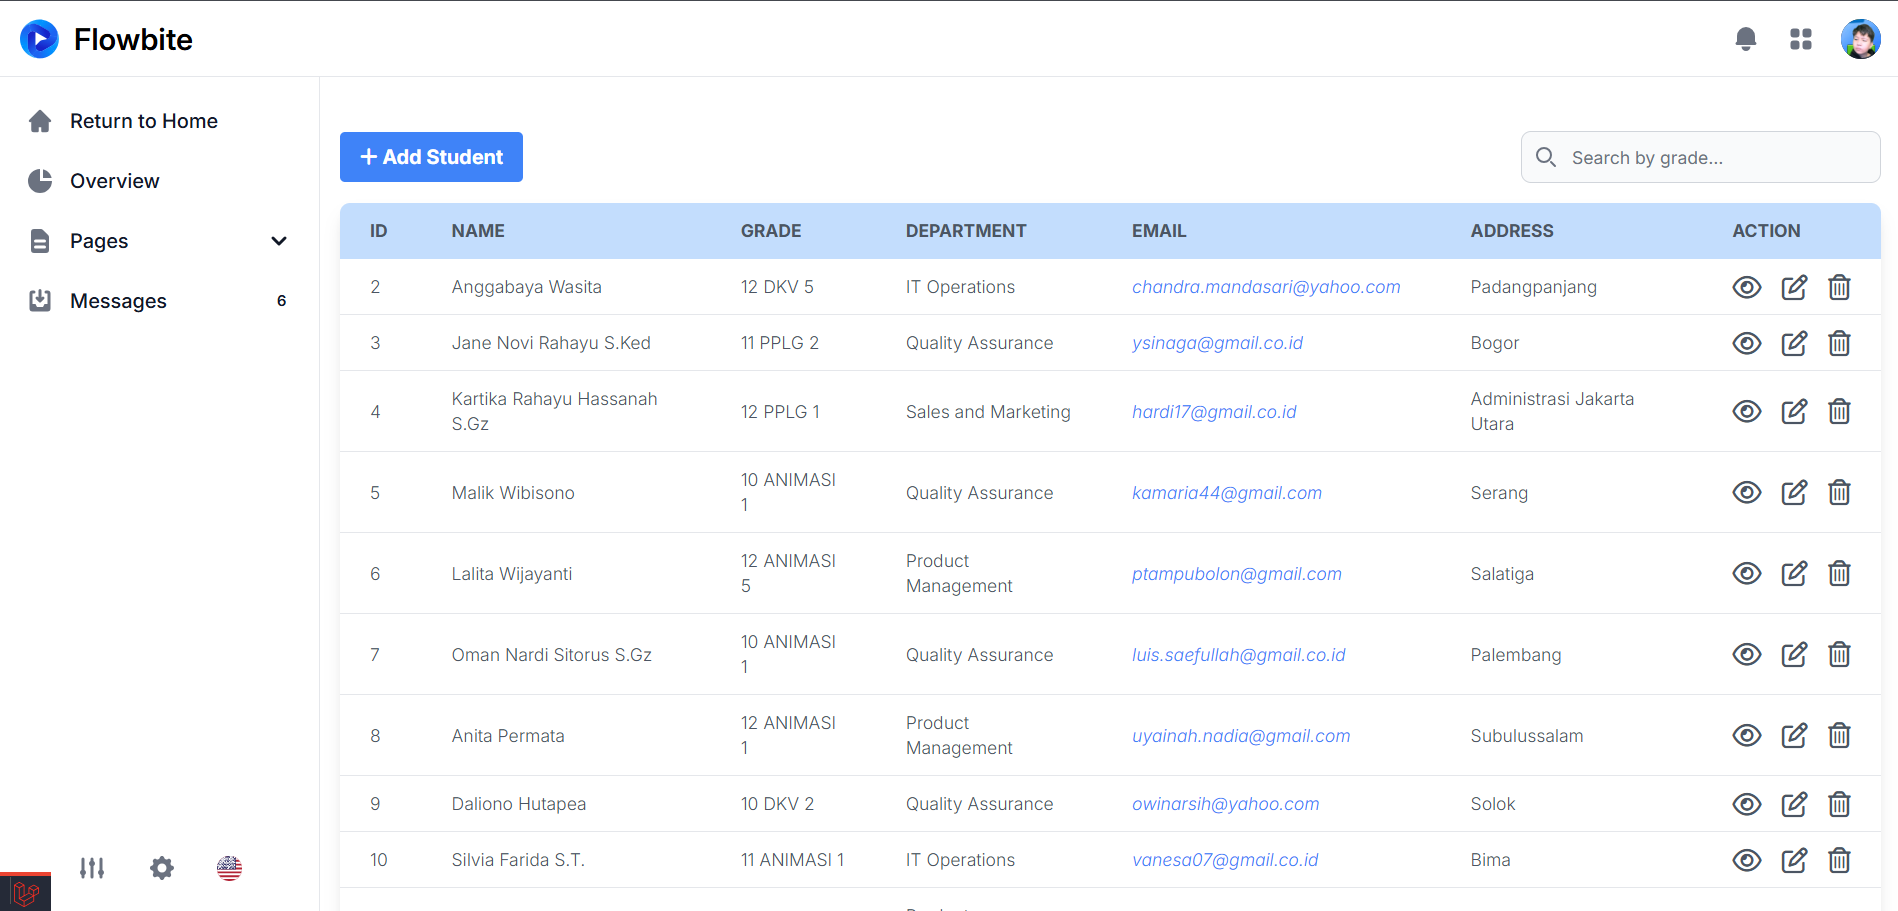 Flowbite
Return to Home
Overview
Pages
Messages 6
+ Add Student
Search by grade...
ID NAME GRADE DEPARTMENT EMAIL ADDRESS ACTION
2 Anggabaya Wasita 12 DKV 5 IT Operations chandra.mandasari@yahoo.com Padangpanjang
3 Jane Novi Rahayu S.Ked 11 PPLG 2 Quality Assurance ysinaga@gmail.co.id Bogor
4 Kartika Rahayu Hassanah
S.Gz 12 PPLG 1 Sales and Marketing hardi17@gmail.co.id Administrasi Jakarta
Utara
5 Malik Wibisono 10 ANIMASI
1 Quality Assurance kamaria44@gmail.com Serang
6 Lalita Wijayanti 12 ANIMASI
5 Product
Management ptampubolon@gmail.com Salatiga
7 Oman Nardi Sitorus S.Gz 10 ANIMASI
1 Quality Assurance luis.saefullah@gmail.co.id Palembang
8 Anita Permata 12 ANIMASI
1 Product
Management uyainah.nadia@gmail.com Subulussalam
9 Daliono Hutapea 10 DKV 2 Quality Assurance owinarsih@yahoo.com Solok
10 Silvia Farida S.T. 11 ANIMASI 1 IT Operations vanesa07@gmail.co.id Bima